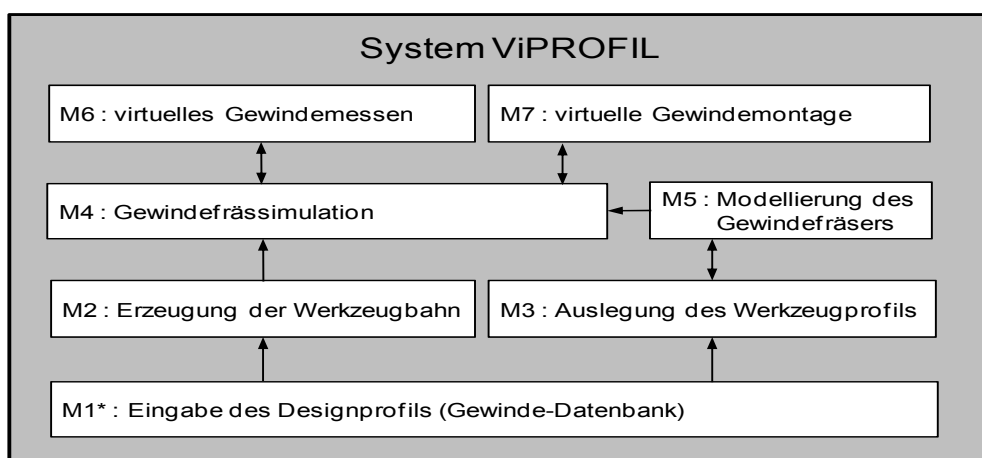 System ViPROFIL
M6 : virtuelles Gewindemessen
M7 : virtuelle Gewindemontage
M4 : Gewindefrässimulation
M5 : Modellierung des
Gewindefräsers
M2 : Erzeugung der Werkzeugbahn
M3 : Auslegung des Werkzeugprofils
M1* : Eingabe des Designprofils (Gewinde-Datenbank)